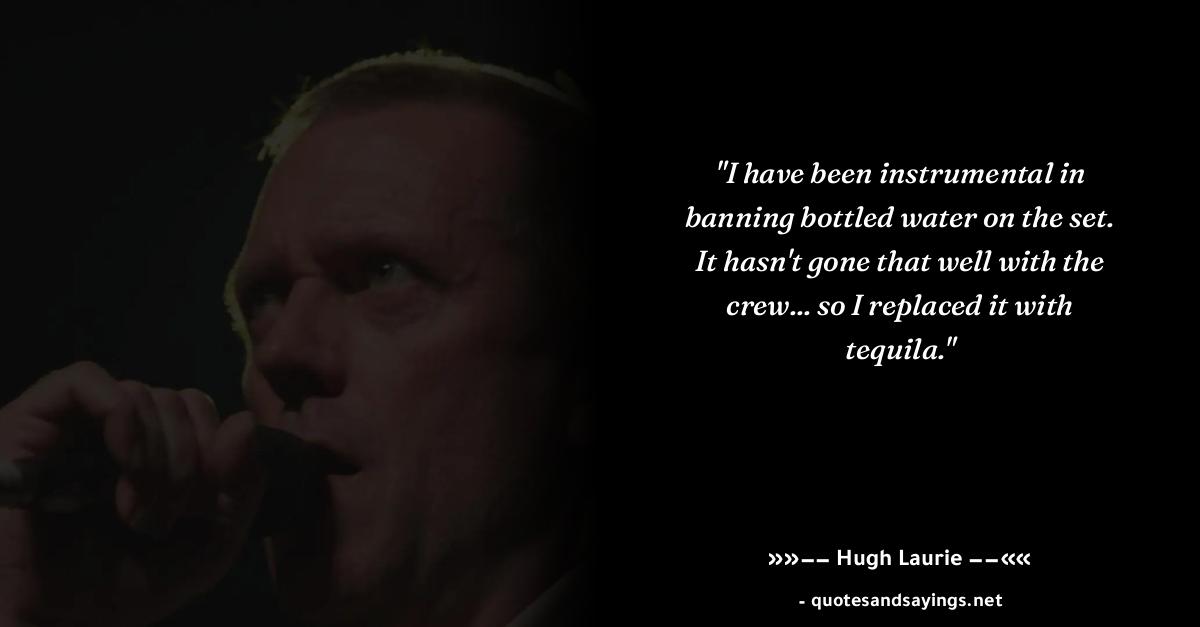 "I have been instrumental in
banning bottled water on the set.
It hasn't gone that well with the
crew... so I replaced it with
tequila."
»»−− Hugh Laurie −−««
- quotesandsayings.net